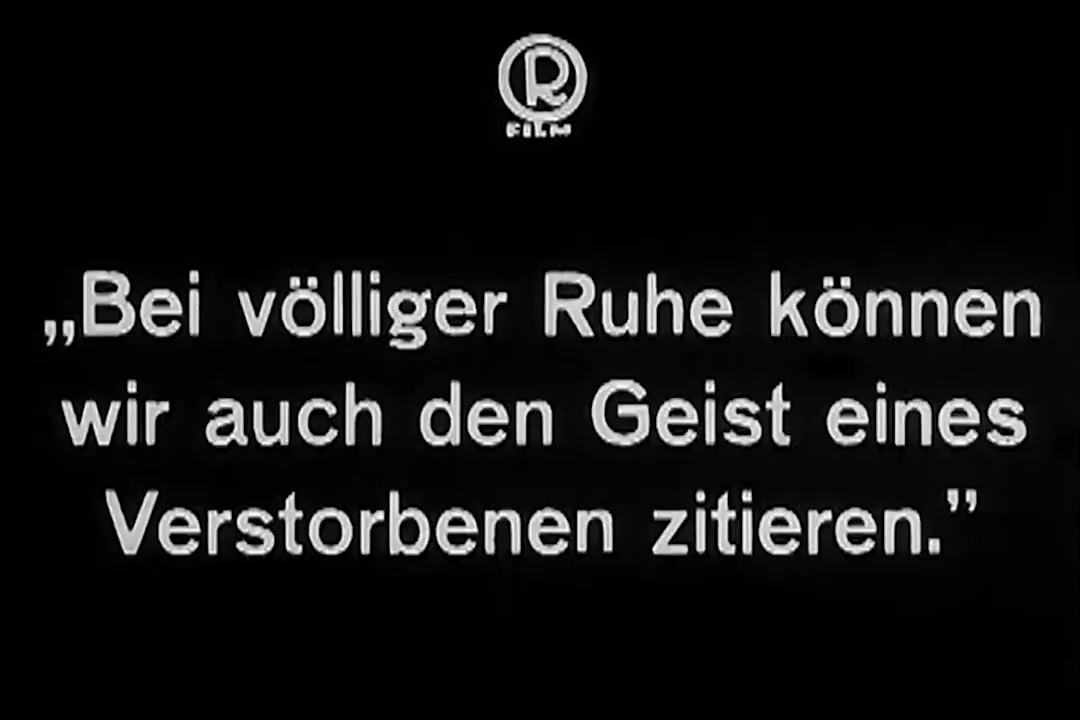 R
FILM
„Bei völliger Ruhe können
wir auch den Geist eines
Verstorbenen zitieren.”